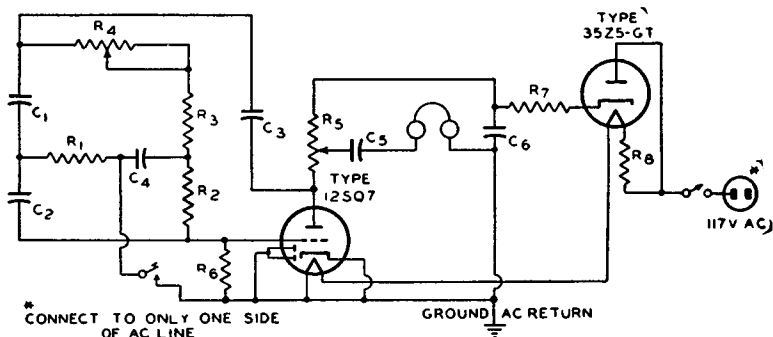 R4
TYPE
35Z5-GT
C1
R3
C3
R5
C5
R7
C6
R1
C4
R8
C2
R2
TYPE
12SQ7
R6
*
117V AC
*
CONNECT TO ONLY ONE SIDE
OF AC LINE
GROUND AC RETURN